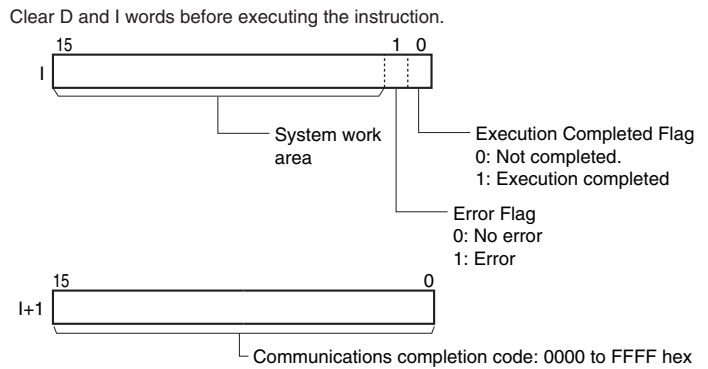 Clear D and I words before executing the instruction.
15 1 0
I
System work
area
Execution Completed Flag
0: Not completed.
1: Execution completed
Error Flag
0: No error
1: Error
15 0
I+1
Communications completion code: 0000 to FFFF hex